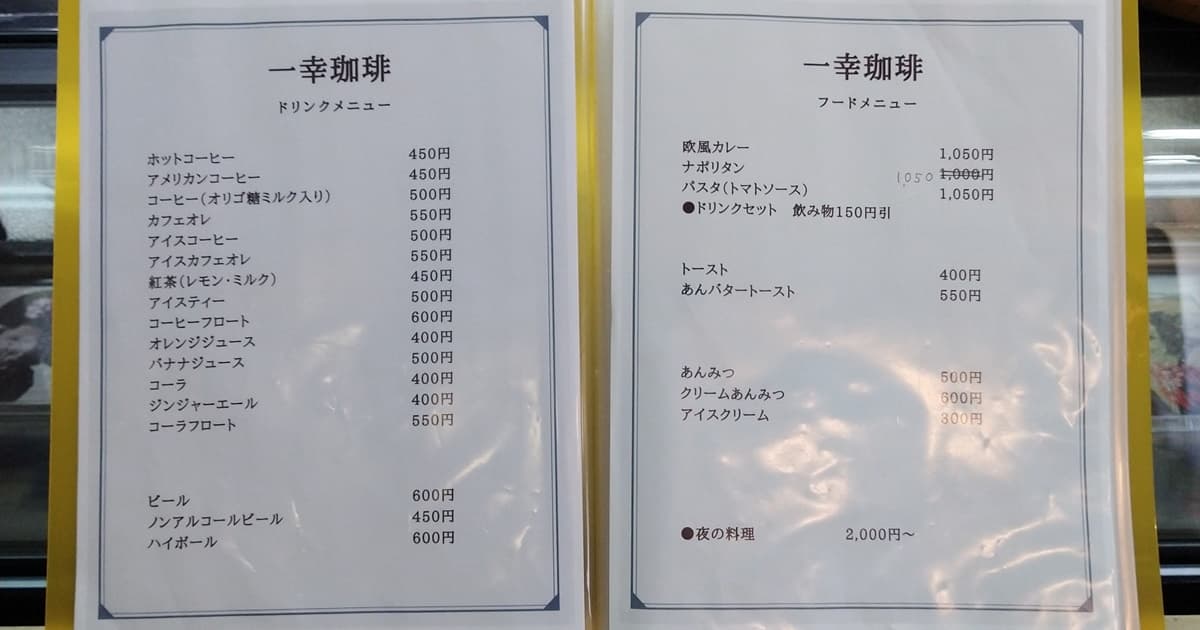 一幸珈琲
ドリンクメニュー
ホットコーヒー 450円
アメリカンコーヒー 450円
コーヒー(オリゴ糖ミルク入り) 500円
カフェオレ 550円
アイスコーヒー 500円
アイスカフェオレ 550円
紅茶(レモン・ミルク) 450円
アイスティー 500円
コーヒーフロート 600円
オレンジジュース 400円
バナナジュース 500円
コーラ 400円
ジンジャーエール 400円
コーラフロート 550円
ビール 600円
ノンアルコールビール 450円
ハイボール 600円
一幸珈琲
フードメニュー
欧風カレー 1,050円
ナポリタン 1,050 1,000円
パスタ(トマトソース) 1,050円
●ドリンクセット 飲み物150円引
トースト 400円
あんバタートースト 550円
あんみつ 500円
クリームあんみつ 600円
アイスクリーム 300円
●夜の料理 2,000円～